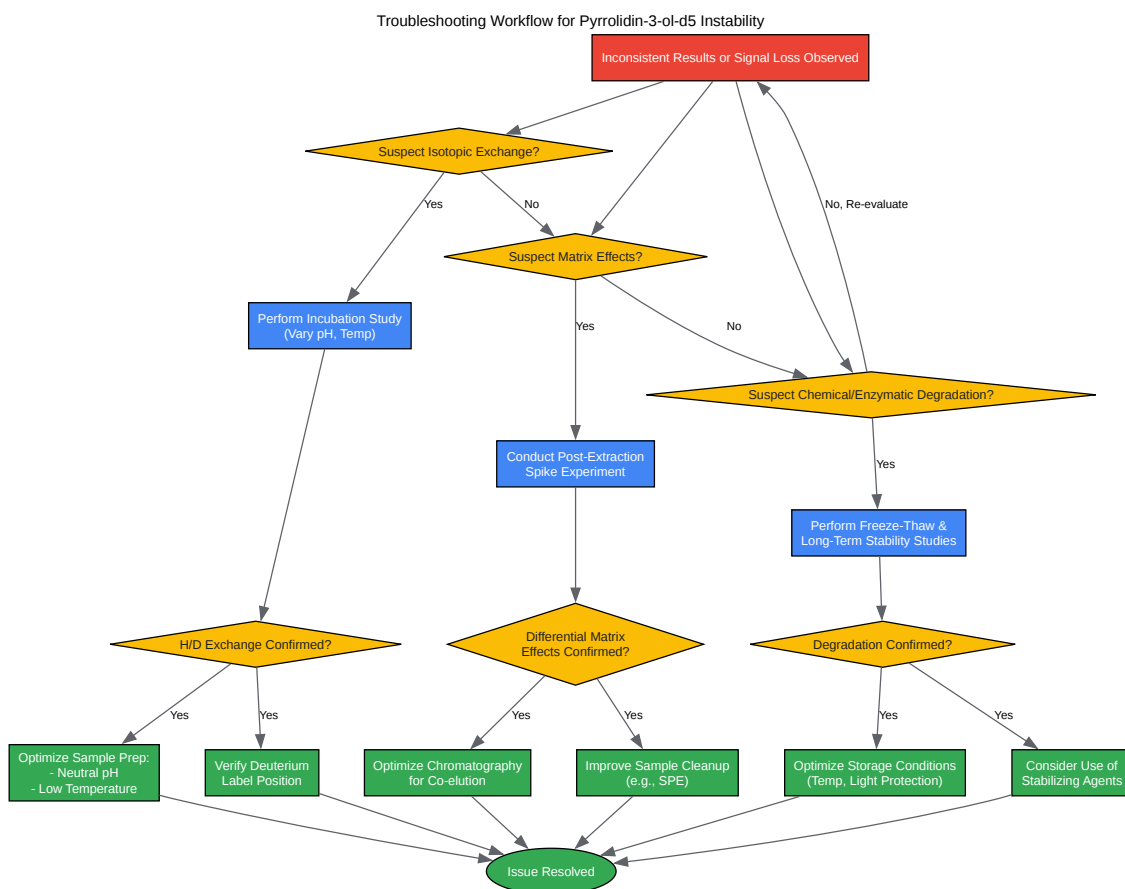 Troubleshooting Workflow for Pyrrolidin-3-ol-d5 Instability
Inconsistent Results or Signal Loss Observed
Suspect Isotopic Exchange?
Yes
No
No, Re-evaluate
Suspect Matrix Effects?
Perform Incubation Study
(Vary pH, Temp)
Yes
No
Suspect Chemical/Enzymatic Degradation?
Conduct Post-Extraction
Spike Experiment
Yes
Perform Freeze-Thaw &
Long-Term Stability Studies
H/D Exchange Confirmed?
Differential Matrix
Effects Confirmed?
Degradation Confirmed?
Yes
Yes
Yes
Yes
Yes
Yes
Optimize Sample Prep:
- Neutral pH
- Low Temperature
Verify Deuterium
Label Position
Optimize Chromatography
for Co-elution
Improve Sample Cleanup
(e.g., SPE)
Optimize Storage Conditions
(Temp, Light Protection)
Consider Use of
Stabilizing Agents
Issue Resolved